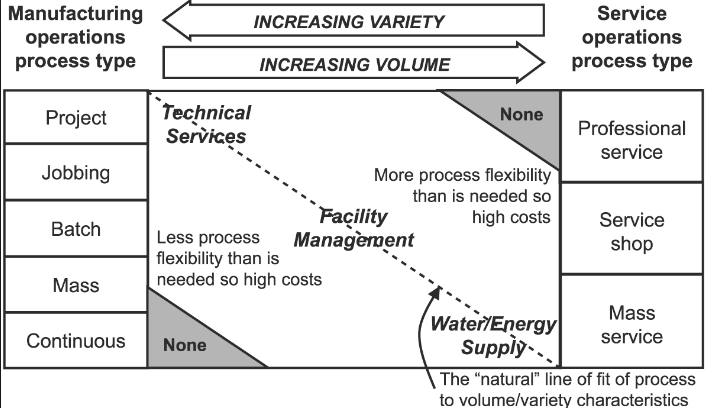 Manufacturing
operations
process type
INCREASING VARIETY
INCREASING VOLUME
Service
operations
process type
Project
Jobbing
Batch
Mass
Continuous
Technical
Services
None
More process flexibility
than is needed so
high costs
Facility
Management
Less process
flexibility than is
needed so high costs
None
Water/Energy
Supply
Professional
service
Service
shop
Mass
service
The “natural” line of fit of process
to volume/variety characteristics